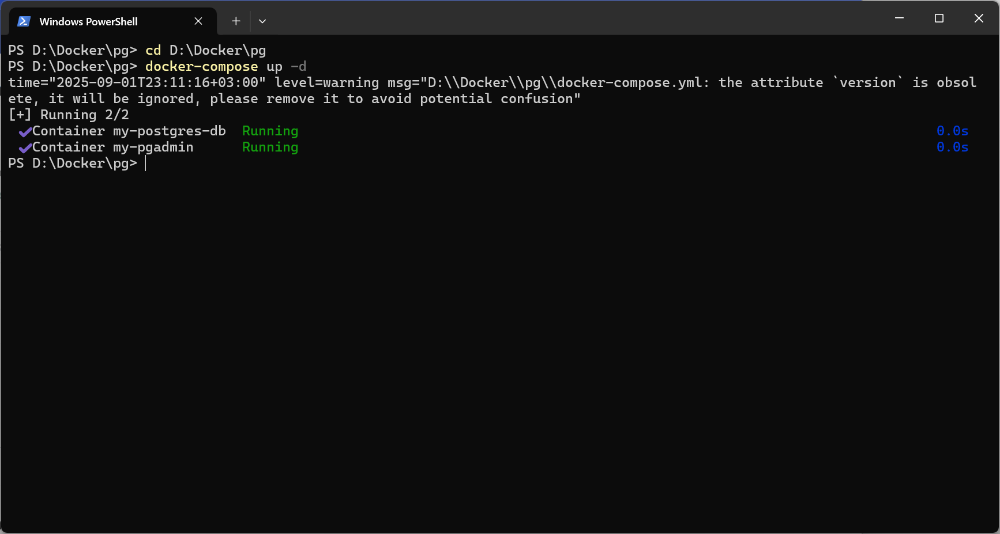 Windows PowerShell
PS D:\Docker\pg> cd D:\Docker\pg
PS D:\Docker\pg> docker-compose up -d
time="2025-09-01T23:11:16+03:00" level=warning msg="D:\\Docker\\pg\\docker-compose.yml: the attribute `version` is obsol
ete, it will be ignored, please remove it to avoid potential confusion"
[+] Running 2/2
✔Container my-postgres-db  Running 0.0s
✔Container my-pgadmin      Running 0.0s
PS D:\Docker\pg>